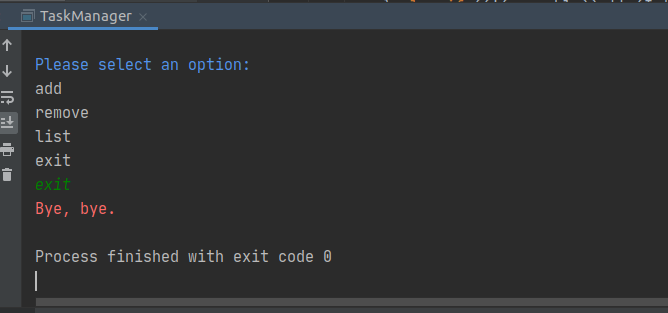 TaskManager
Please select an option:
add
remove
list
exit
exit
Bye, bye.
Process finished with exit code 0